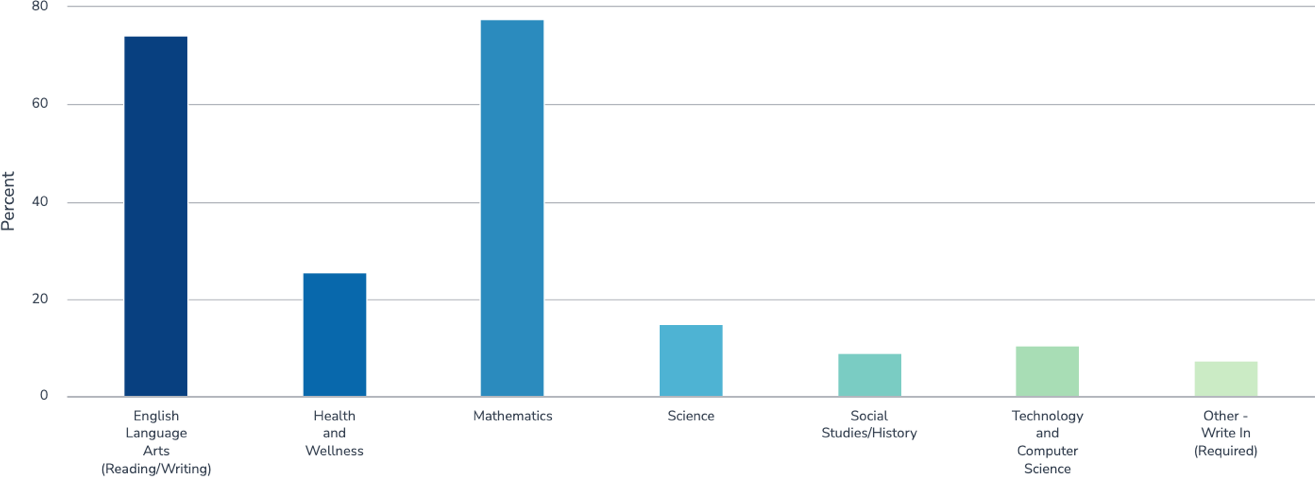 80
60
40
20
0
Percent
English
Language
Arts
(Reading/Writing)
Health
and
Wellness
Mathematics
Science
Social
Studies/History
Technology
and
Computer
Science
Other -
Write In
(Required)